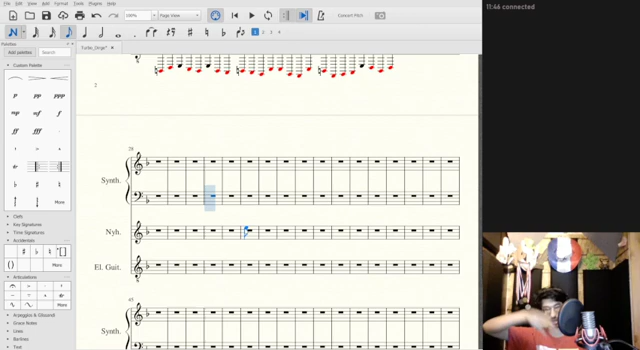 File Edit View Add Format Tools Plugins Help
100% Page View Concert Pitch
1 2 3 4
Palettes
Add palettes Search
Turbo_Dirge*
11:46 connected
Custom Palette
p pp ppp
mp mf f
ff fff
More
Clefs
Key Signatures
Time Signatures
Accidentals
More
Articulations
More
Arpeggios & Glissandi
Grace Notes
Lines
Barlines
Text
2
Synth.
Nyh.
El. Guit.
Synth.